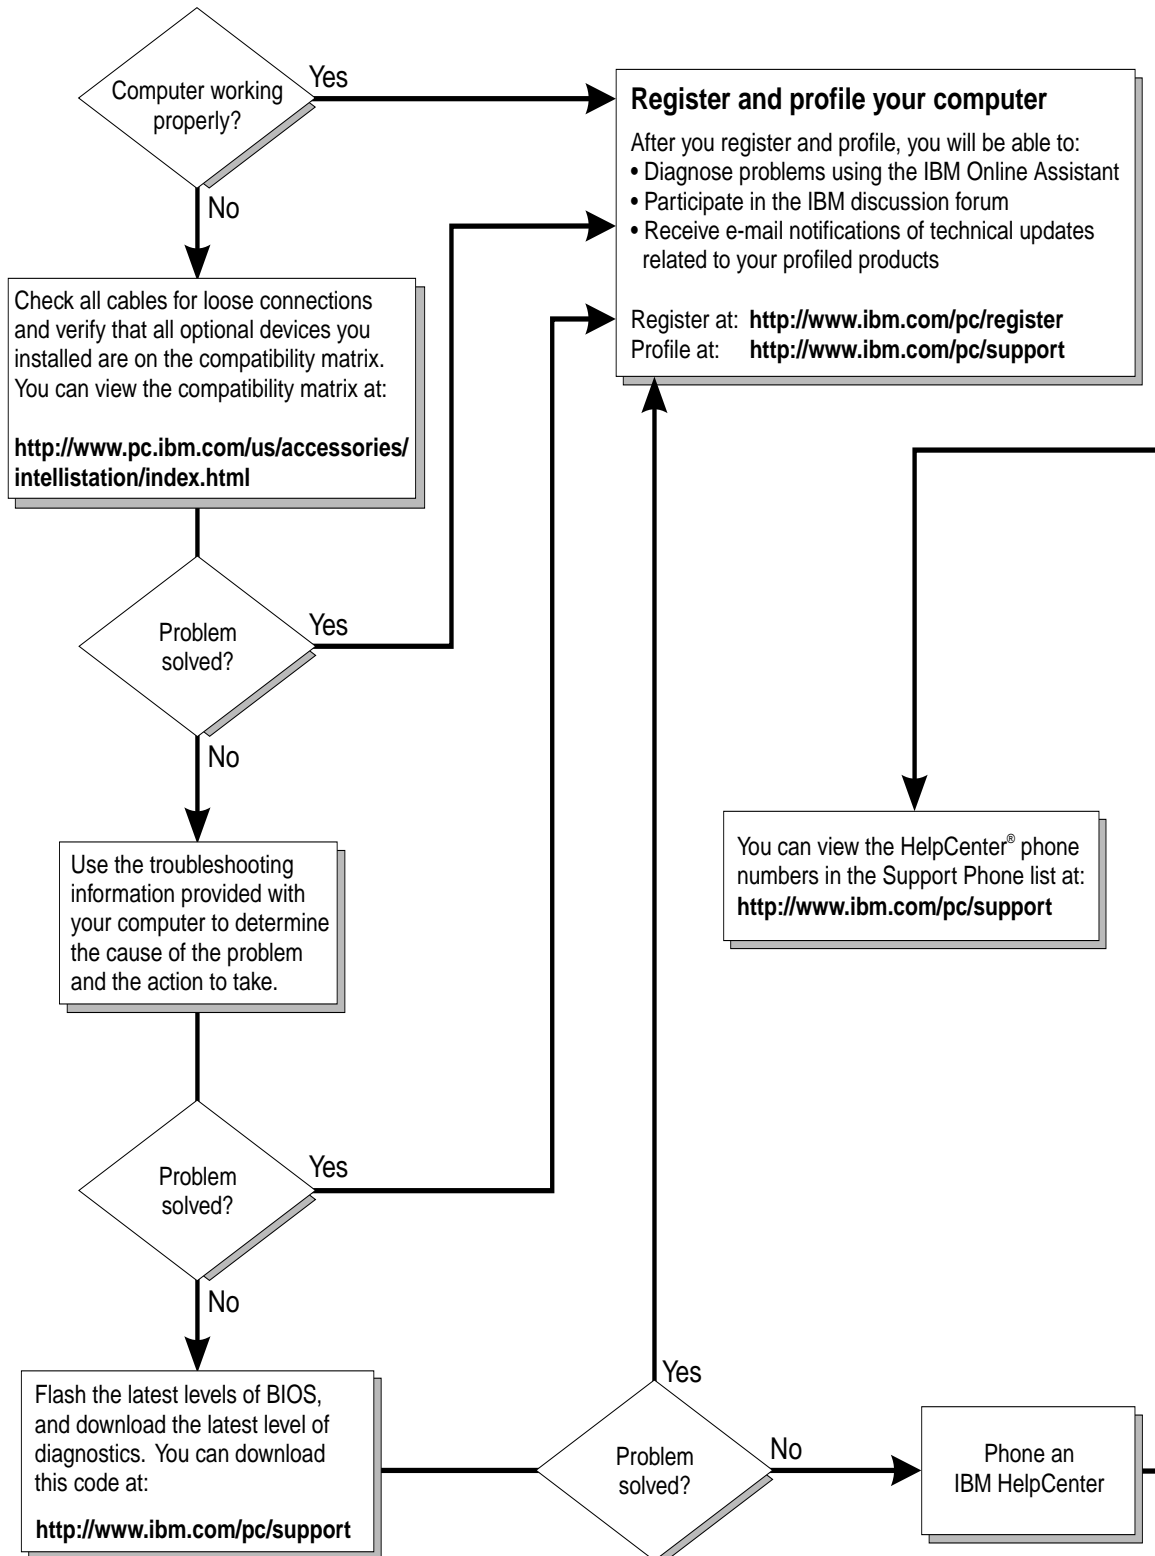 Computer working
properly?
Yes
No
Register and profile your computer
After you register and profile, you will be able to:
• Diagnose problems using the IBM Online Assistant
• Participate in the IBM discussion forum
• Receive e-mail notifications of technical updates
related to your profiled products
Register at: http://www.ibm.com/pc/register
Profile at: http://www.ibm.com/pc/support
Check all cables for loose connections
and verify that all optional devices you
installed are on the compatibility matrix.
You can view the compatibility matrix at:
http://www.pc.ibm.com/us/accessories/
intellistation/index.html
Problem
solved?
Yes
No
Use the troubleshooting
information provided with
your computer to determine
the cause of the problem
and the action to take.
You can view the HelpCenter® phone
numbers in the Support Phone list at:
http://www.ibm.com/pc/support
Problem
solved?
Yes
No
Flash the latest levels of BIOS,
and download the latest level of
diagnostics. You can download
this code at:
http://www.ibm.com/pc/support
Problem
solved?
Yes
No
Phone an
IBM HelpCenter